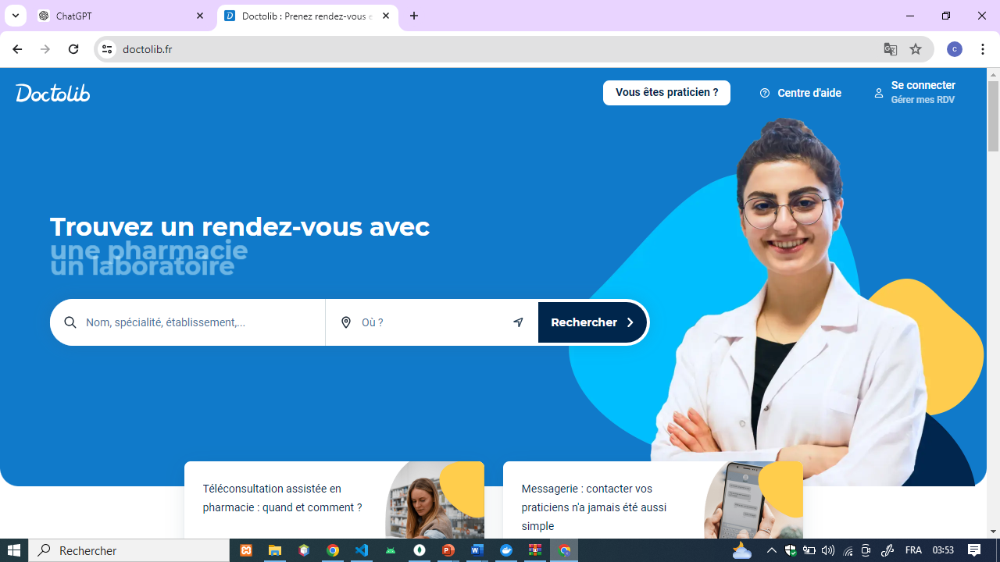 ChatGPT
Doctolib : Prenez rendez-vous e
doctolib.fr
c
Doctolib
Vous êtes praticien ?
Centre d'aide
Se connecter
Gérer mes RDV
Trouvez un rendez-vous avec
une pharmacie
un laboratoire
Nom, spécialité, établissement,...
Où ?
Rechercher
Téléconsultation assistée en
pharmacie : quand et comment ?
Messagerie : contacter vos
praticiens n'a jamais été aussi
simple
Rechercher
FRA
03:53